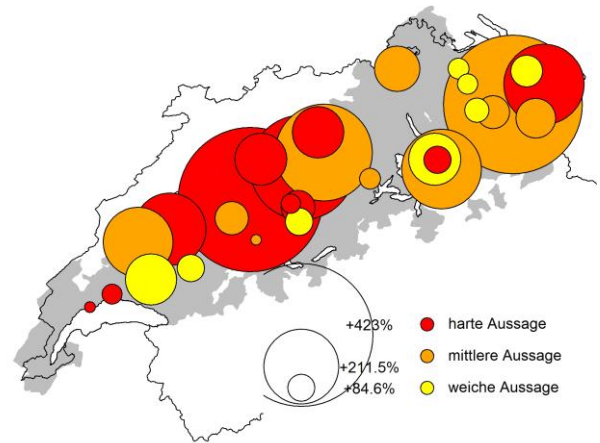 +423%
+211.5%
+84.6%
harte Aussage
mittlere Aussage
weiche Aussage